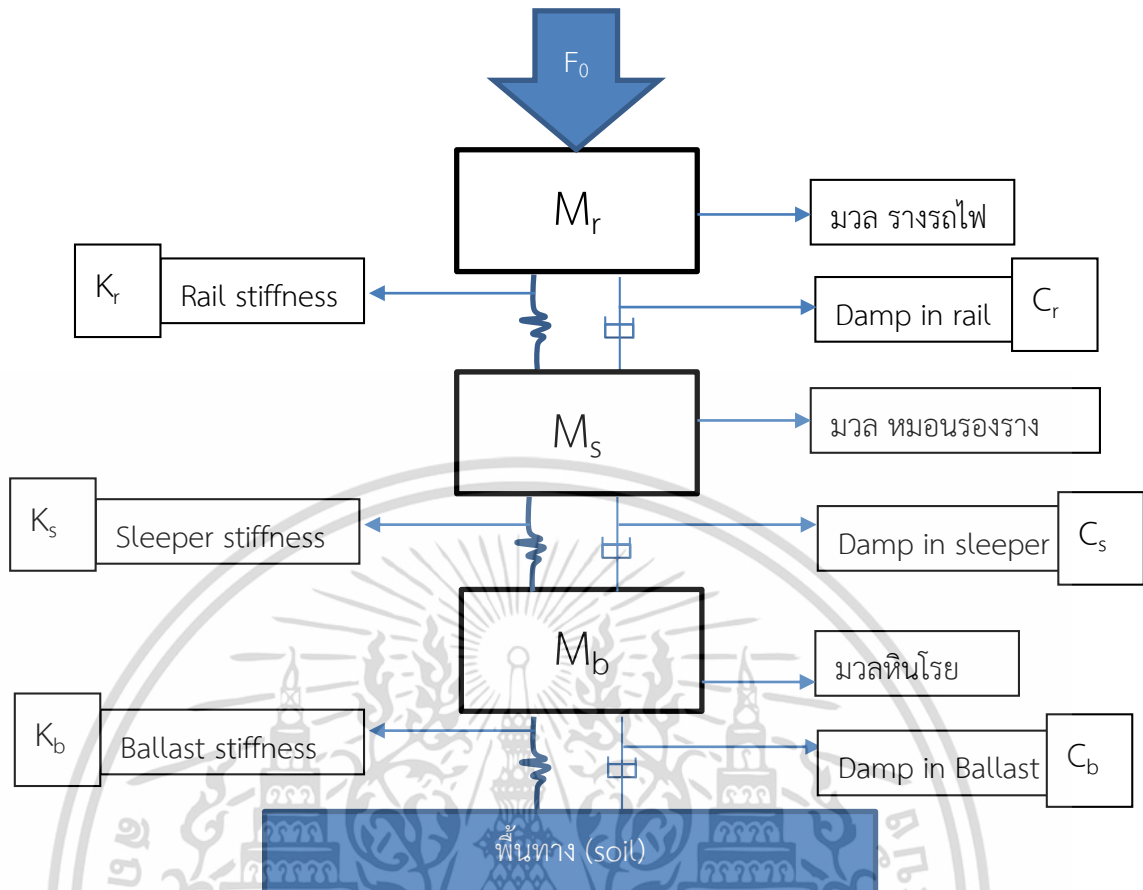 F₀
Mᵣ
มวล รางรถไฟ
Kᵣ
Rail stiffness
Damp in rail
Cᵣ
Mₛ
มวล หมอนรองราง
Kₛ
Sleeper stiffness
Damp in sleeper
Cₛ
M_b
มวลหินโรย
K_b
Ballast stiffness
Damp in Ballast
C_b
พื้นทาง (soil)